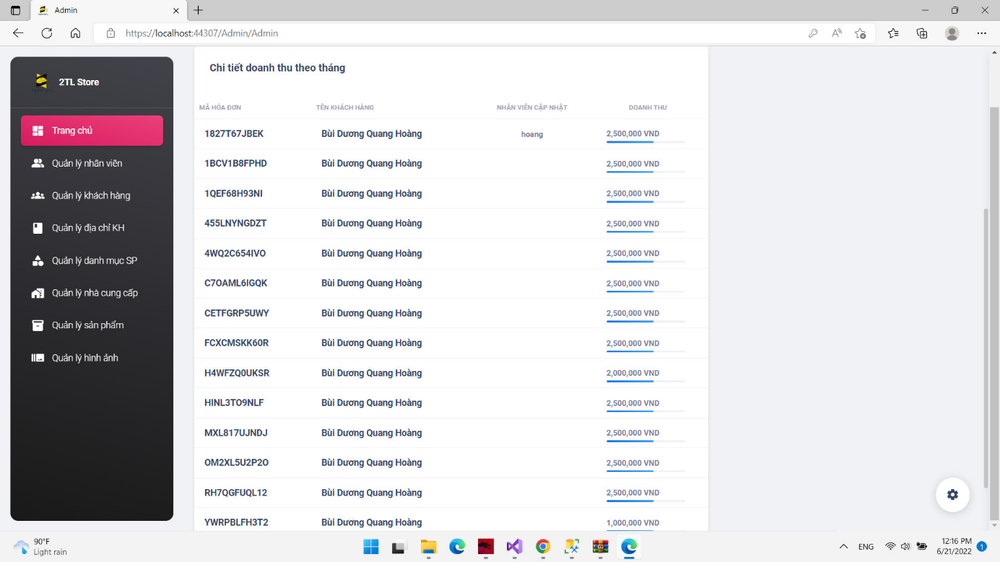 Admin
https://localhost:44307/Admin/Admin
2TL Store
Trang chủ
Quản lý nhân viên
Quản lý khách hàng
Quản lý địa chỉ KH
Quản lý danh mục SP
Quản lý nhà cung cấp
Quản lý sản phẩm
Quản lý hình ảnh
Chi tiết doanh thu theo tháng
MÃ HÓA ĐƠN TÊN KHÁCH HÀNG NHÂN VIÊN CẬP NHẬT DOANH THU
1827T67JBEK Bùi Dương Quang Hoàng hoang 2,500,000 VND
1BCV1B8FPHD Bùi Dương Quang Hoàng 2,500,000 VND
1QEF68H93NI Bùi Dương Quang Hoàng 2,500,000 VND
455LNYNGDZT Bùi Dương Quang Hoàng 2,500,000 VND
4WQ2C654IVO Bùi Dương Quang Hoàng 2,500,000 VND
C7OAML6IGQK Bùi Dương Quang Hoàng 2,500,000 VND
CETFGRP5UWY Bùi Dương Quang Hoàng 2,500,000 VND
FCXCMSKK60R Bùi Dương Quang Hoàng 2,500,000 VND
H4WFZQ0UKSR Bùi Dương Quang Hoàng 2,000,000 VND
HINL3TO9NLF Bùi Dương Quang Hoàng 2,500,000 VND
MXL817UJNDJ Bùi Dương Quang Hoàng 2,500,000 VND
OM2XL5U2P2O Bùi Dương Quang Hoàng 2,500,000 VND
RH7QGFUQL12 Bùi Dương Quang Hoàng 2,500,000 VND
YWRPBLFH3T2 Bùi Dương Quang Hoàng 1,000,000 VND
90°F
Light rain
ENG
12:16 PM
6/21/2022
1